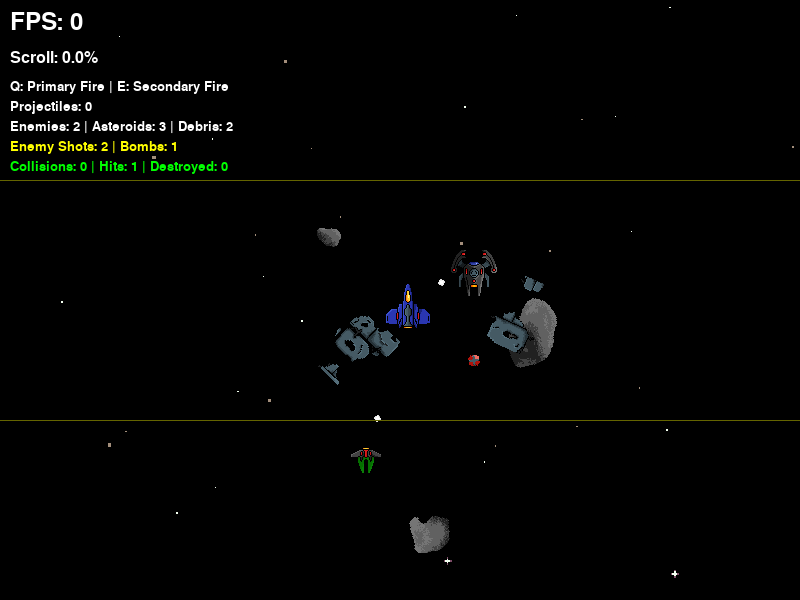 FPS: 0
Scroll: 0.0%
Q: Primary Fire | E: Secondary Fire
Projectiles: 0
Enemies: 2 | Asteroids: 3 | Debris: 2
Enemy Shots: 2 | Bombs: 1
Collisions: 0 | Hits: 1 | Destroyed: 0